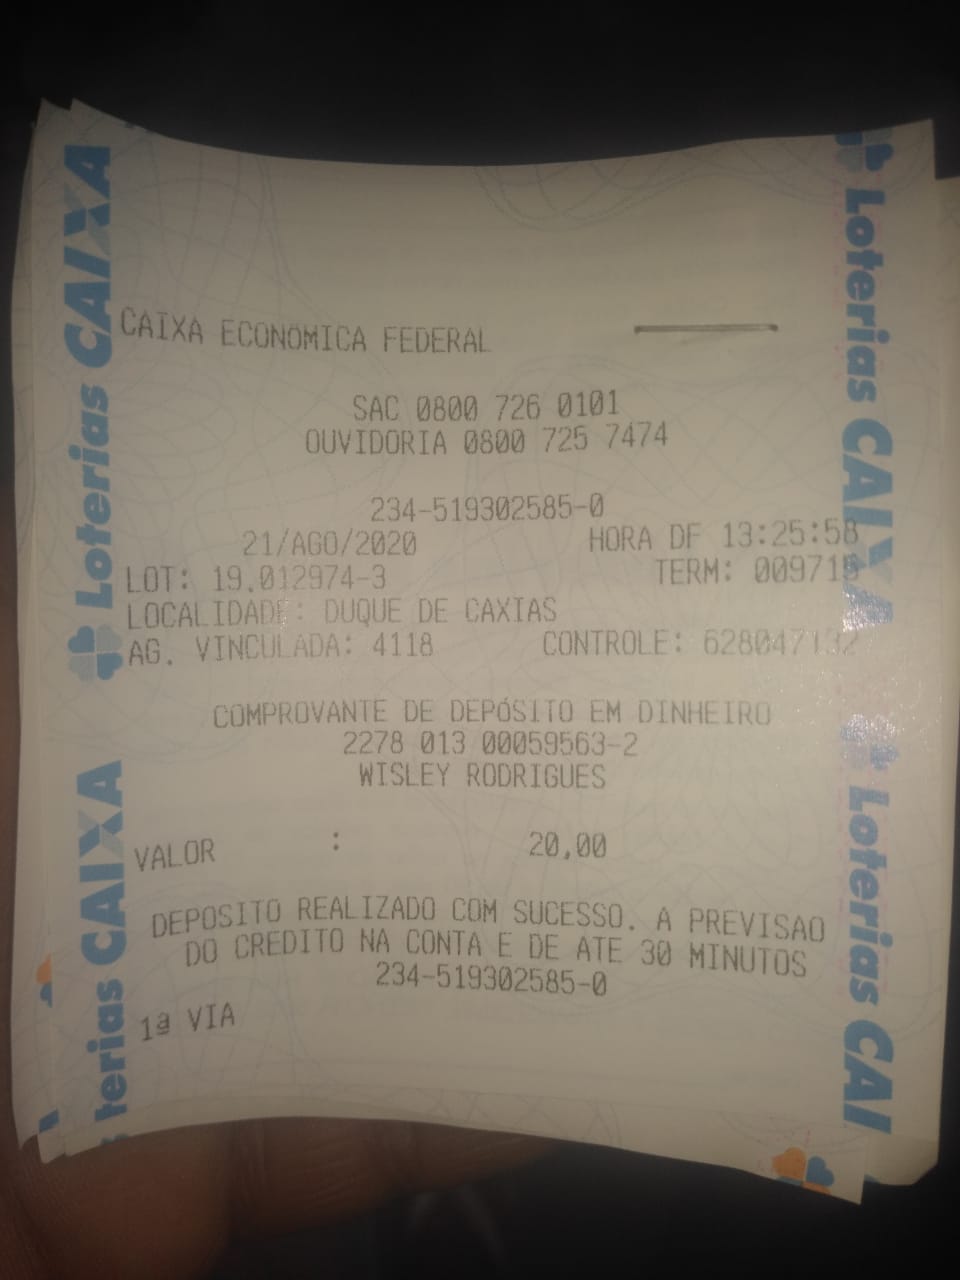 CAIXA ECONOMICA FEDERAL
SAC 0800 726 0101
OUVIDORIA 0800 725 7474
234-519302585-0
21/AGO/2020 HORA DF 13:25:58
LOT: 19.012974-3 TERM: 009715
LOCALIDADE: DUQUE DE CAXIAS
AG. VINCULADA: 4118 CONTROLE: 628047132
COMPROVANTE DE DEPÓSITO EM DINHEIRO
2278 013 00059563-2
WISLEY RODRIGUES
VALOR : 20,00
DEPOSITO REALIZADO COM SUCESSO. A PREVISAO
DO CREDITO NA CONTA E DE ATE 30 MINUTOS
234-519302585-0
1ª VIA
Loterias CAIXA
terias CAIXA
Loterias CAIXA
Loterias CAI